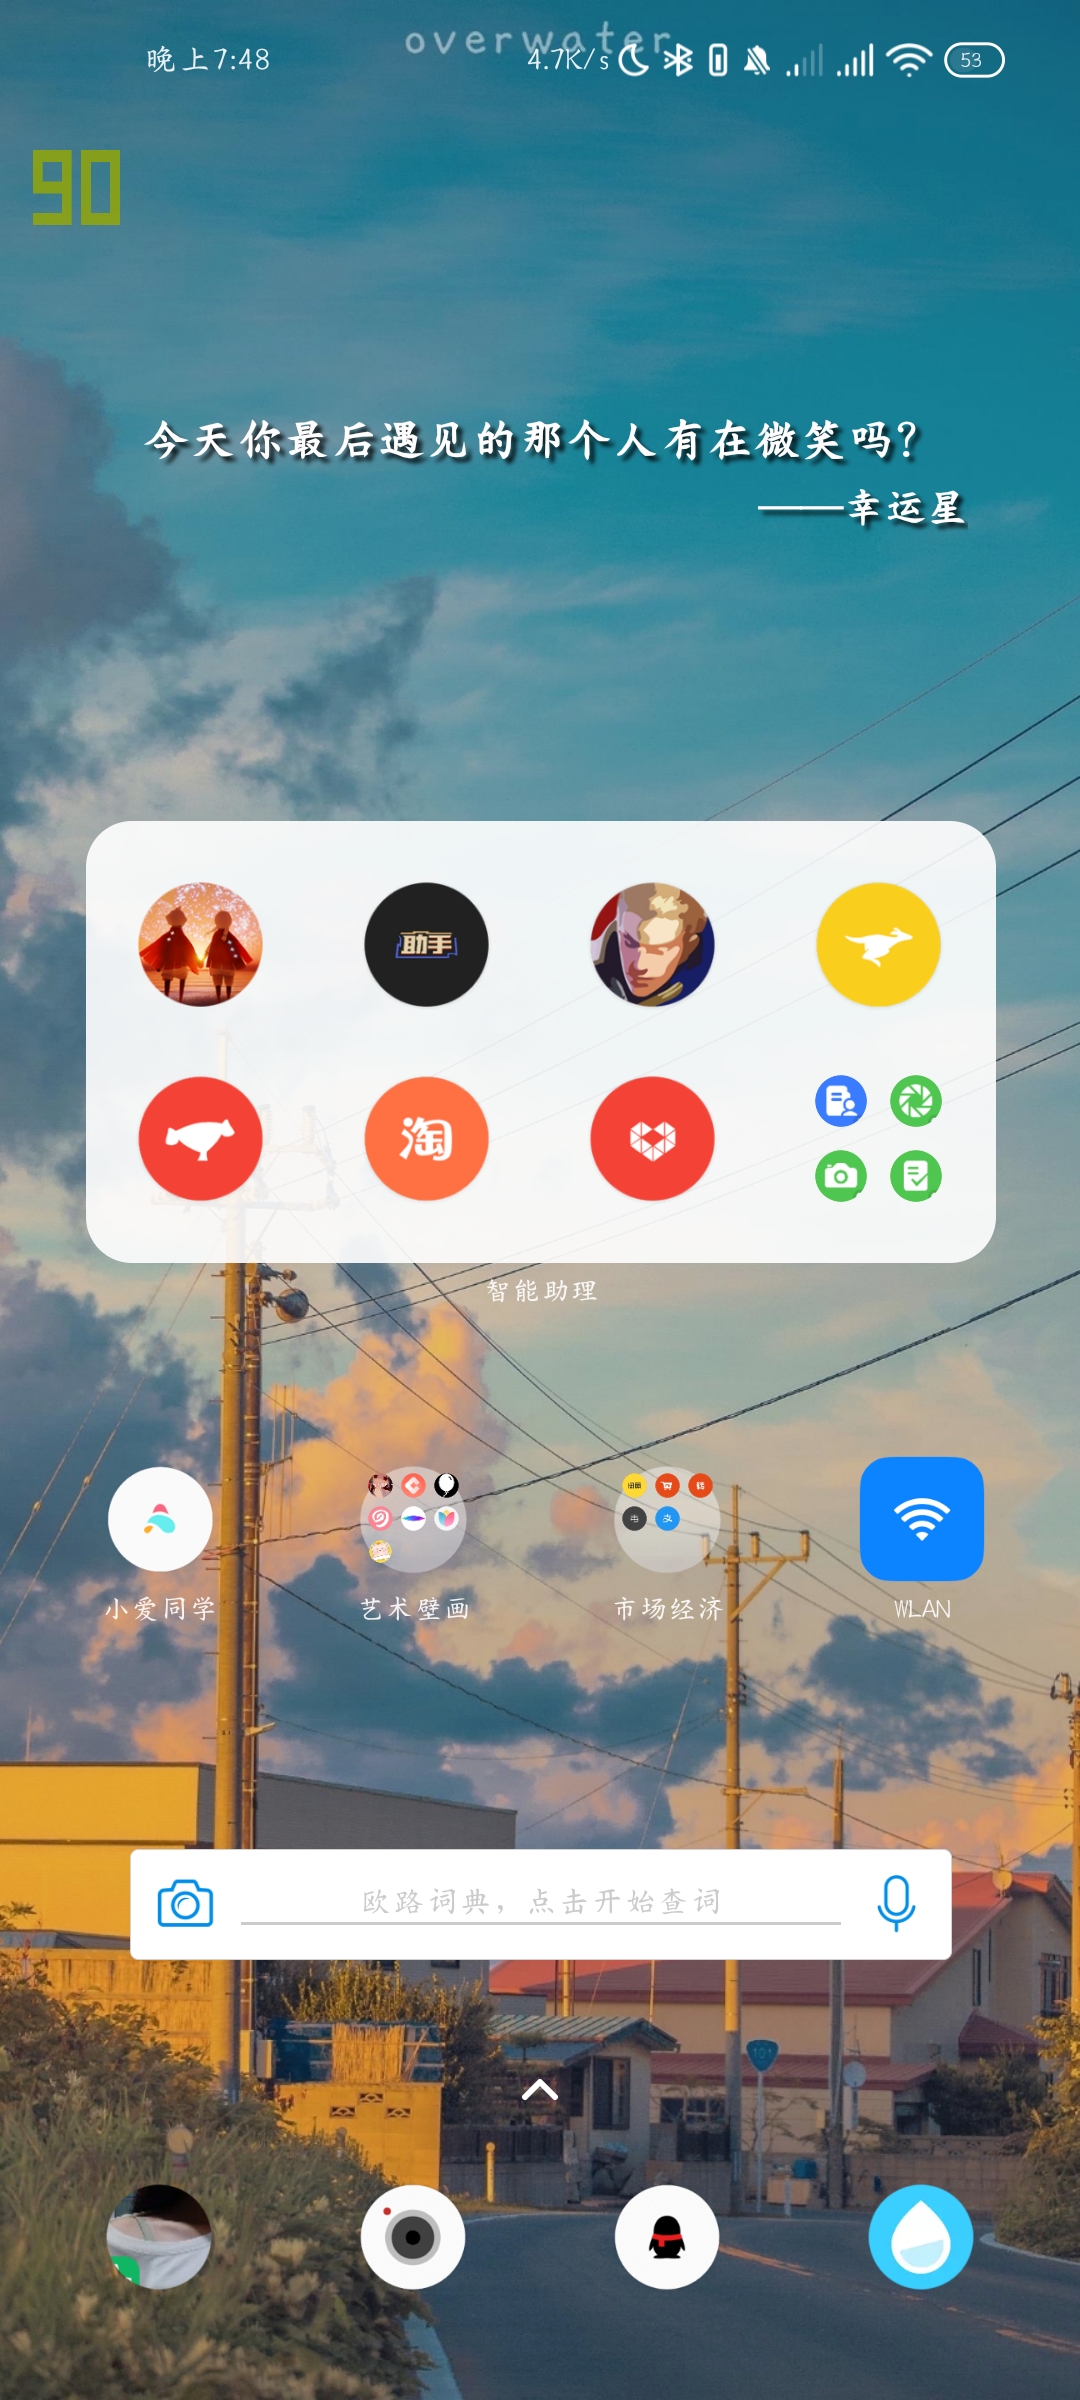 overwater
晚上7:48
4.7K/s
53
90
今天你最后遇见的那个人有在微笑吗?
——幸运星
助手
淘
智能助理
小爱同学
艺术壁画
市场经济
WLAN
欧路词典，点击开始查词
101